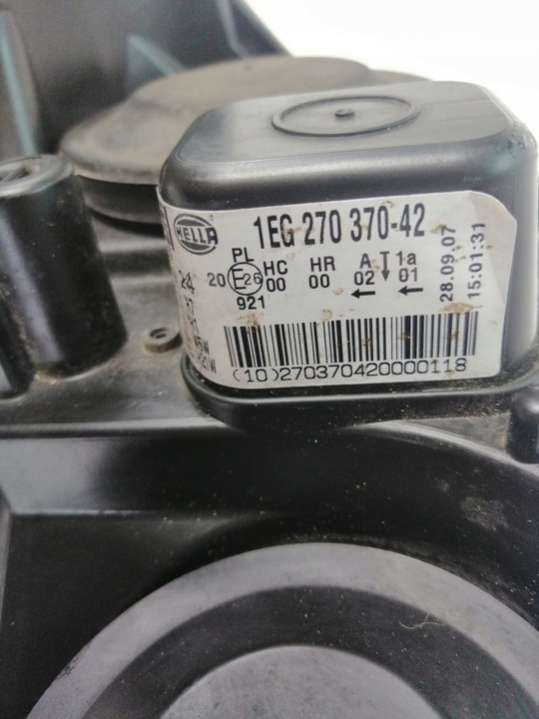 HELLA
1EG 270 370-42
PL
24 20 E26 HC HR A 1a
00 00 02 01
921
28.09.07
15:01:31
(10)270370420000118